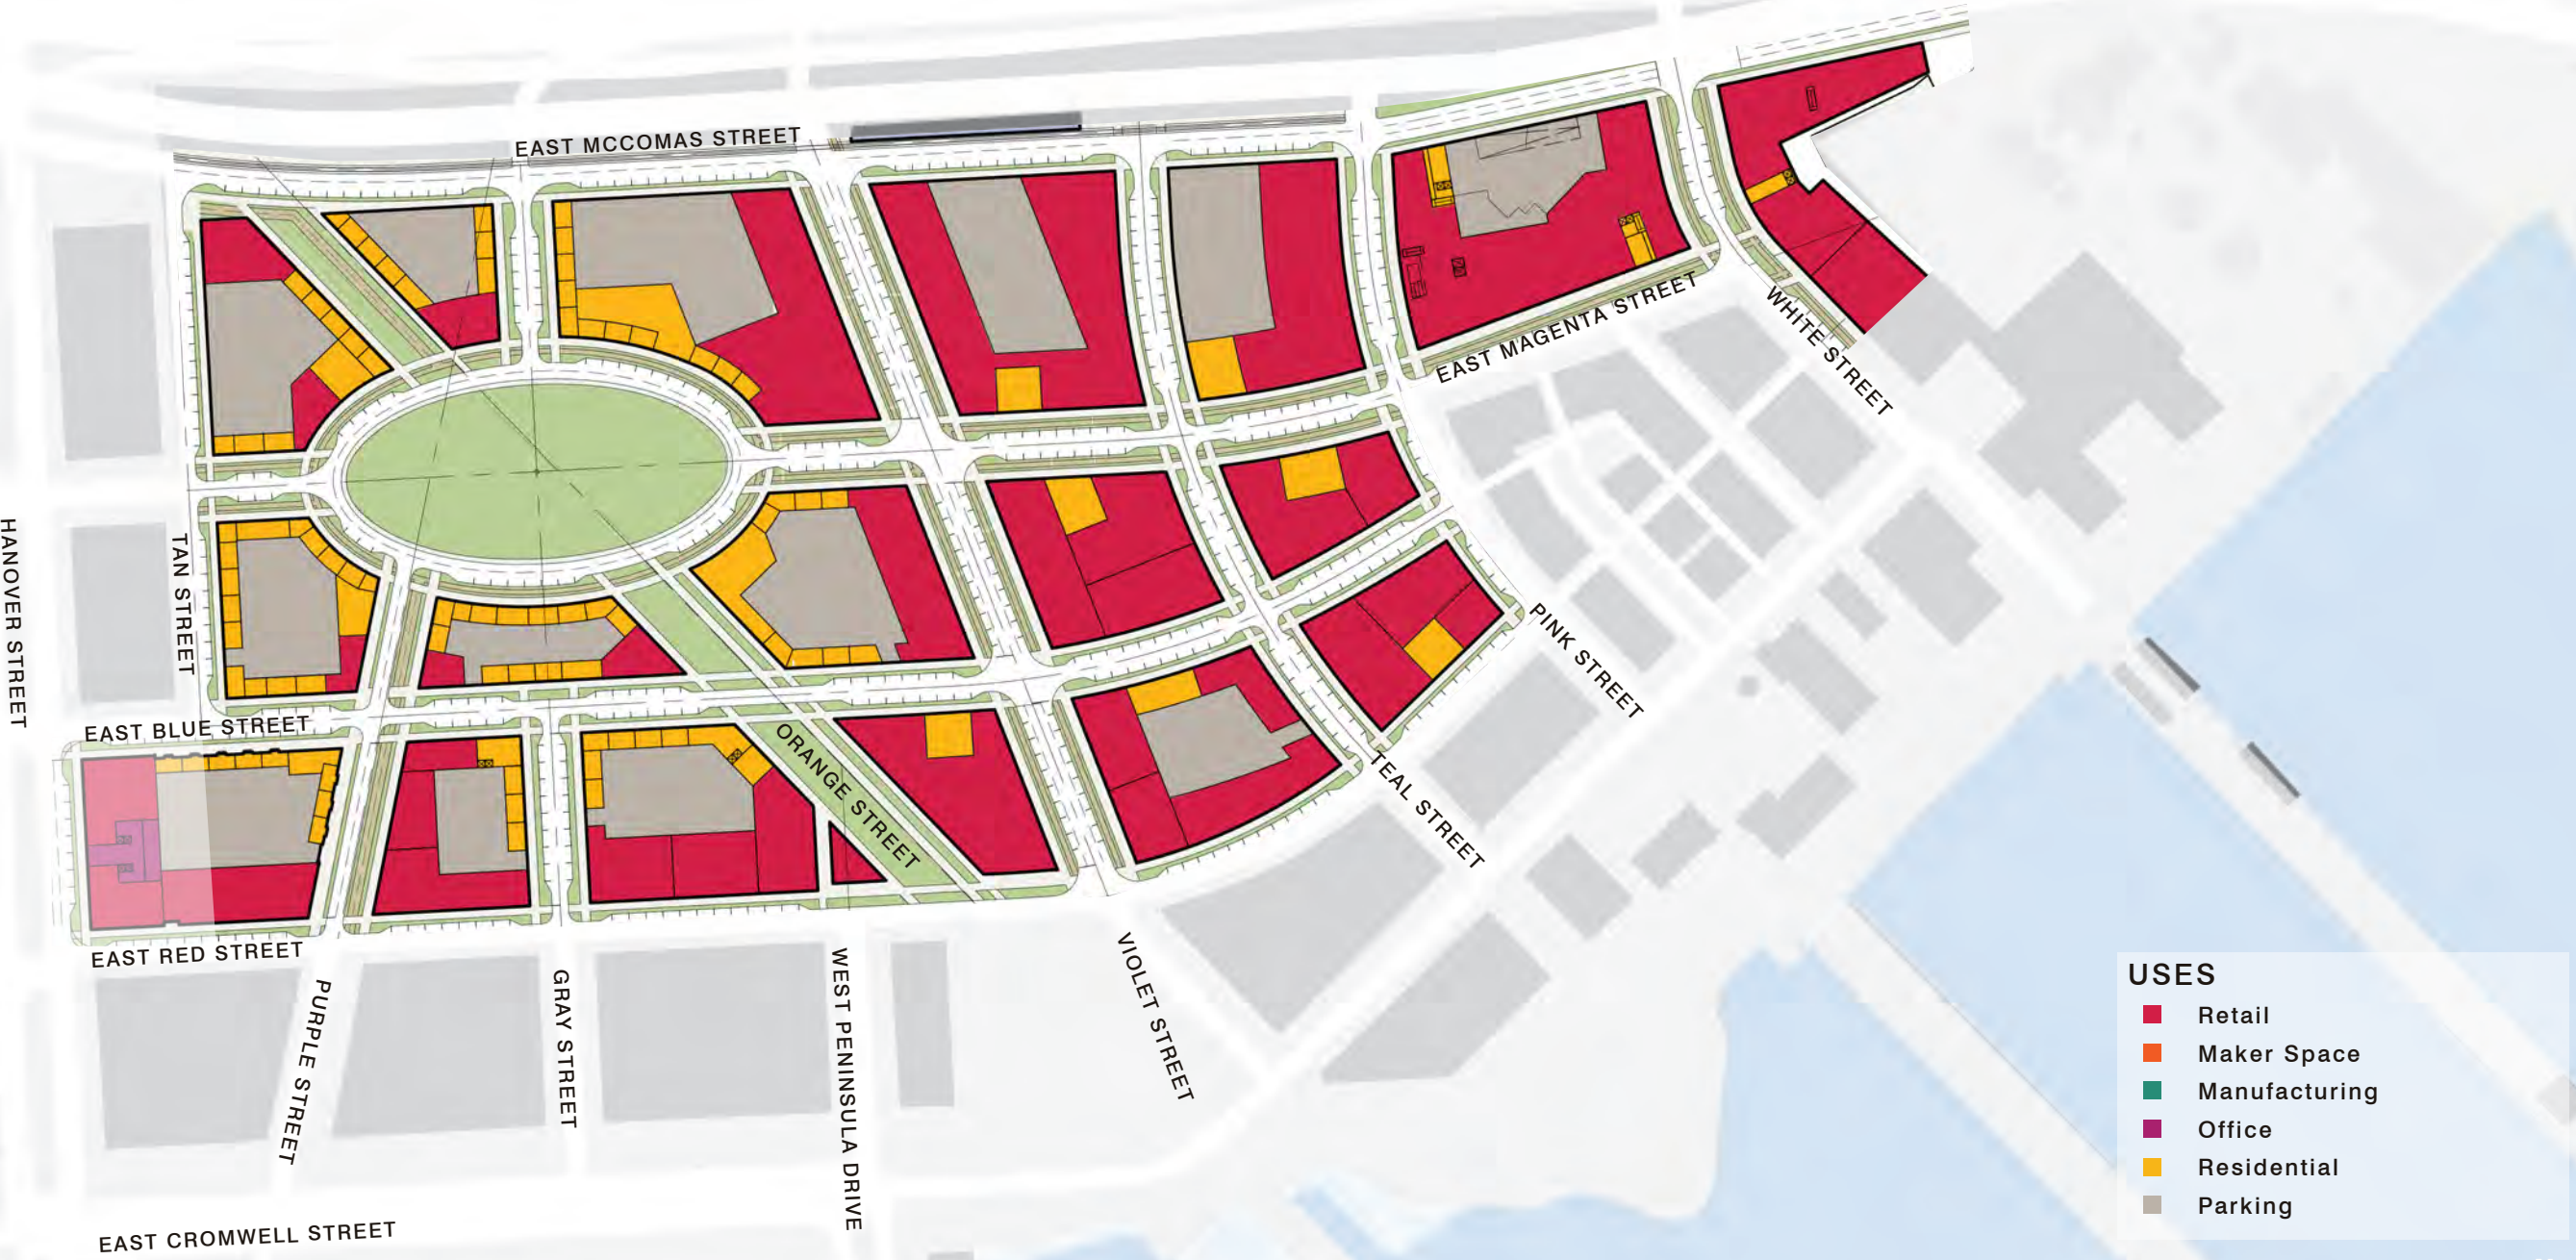 EAST MCCOMAS STREET
EAST MAGENTA STREET
WHITE STREET
HANOVER STREET
TAN STREET
PINK STREET
EAST BLUE STREET
ORANGE STREET
TEAL STREET
EAST RED STREET
PURPLE STREET
GRAY STREET
WEST PENINSULA DRIVE
VIOLET STREET
EAST CROMWELL STREET
USES
Retail
Maker Space
Manufacturing
Office
Residential
Parking